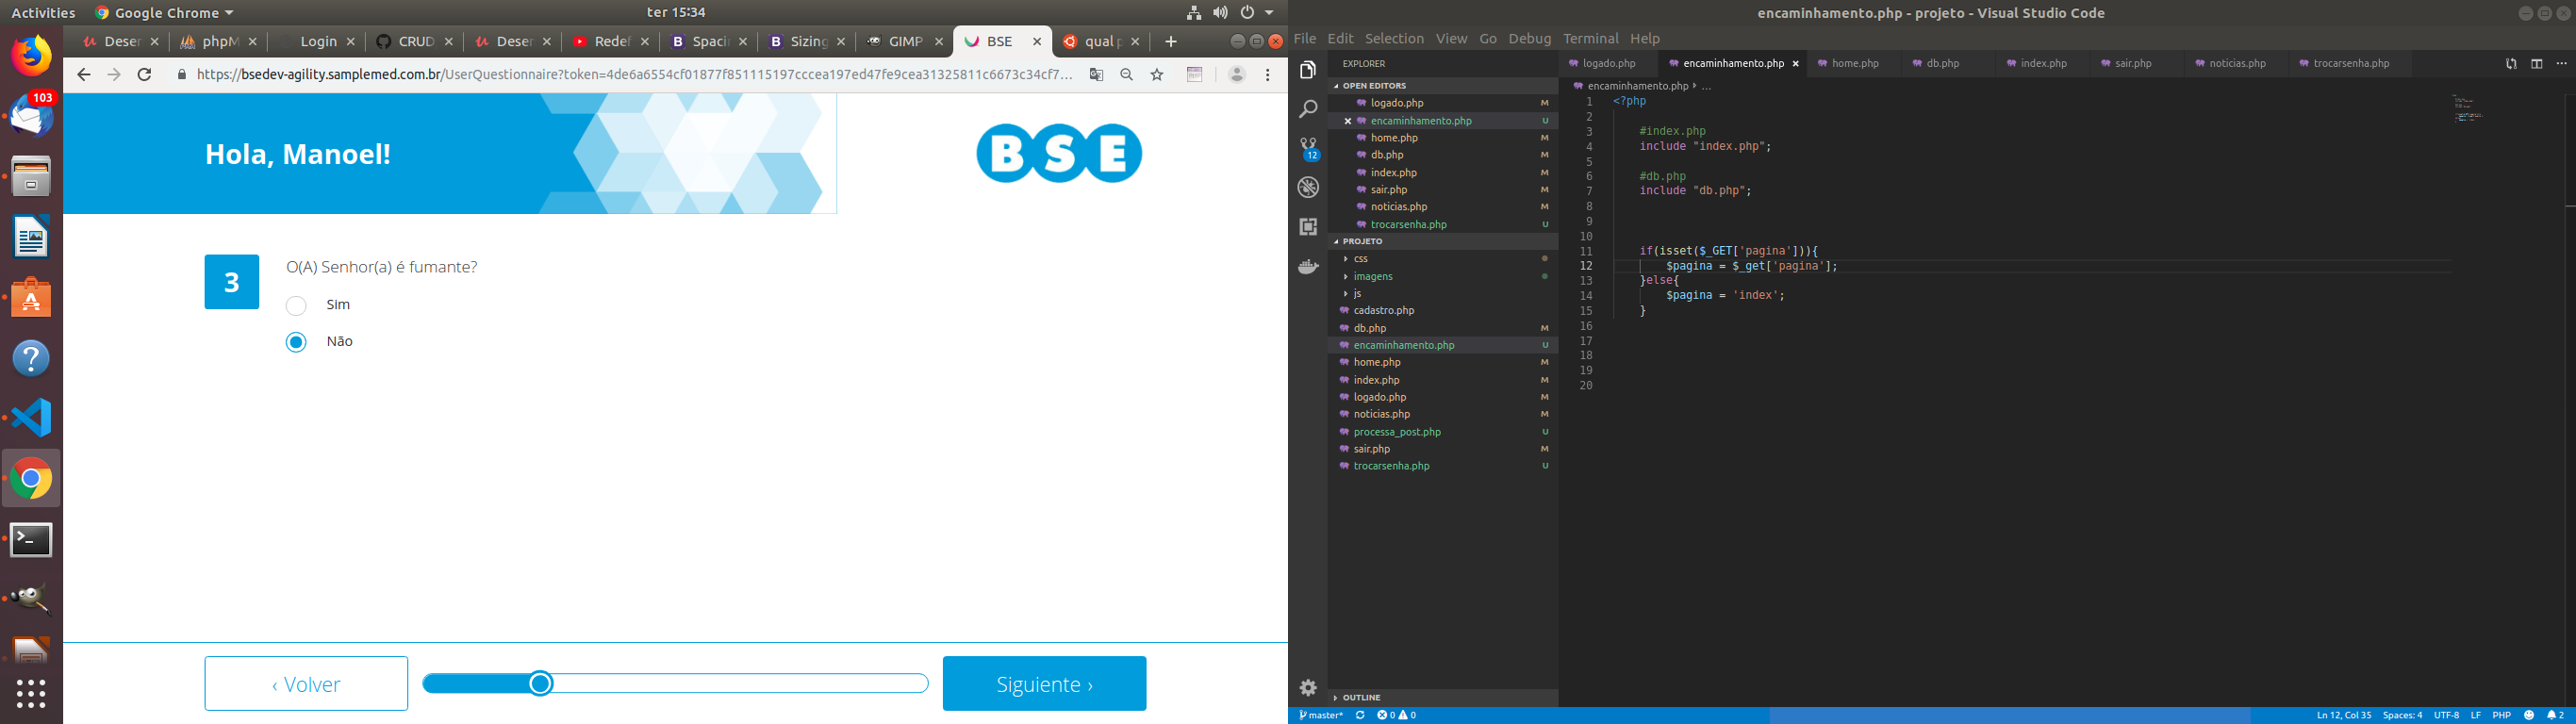 Activities
Google Chrome
ter 15:34
encaminhamento.php - projeto - Visual Studio Code
Deser
phpM
Login
CRUD
Deser
Redef
Spacin
Sizing
GIMP
BSE
qual p
https://bsedev-agility.samplemed.com.br/UserQuestionnaire?token=4de6a6554cf01877f851115197cccea197ed47fe9cea31325811c6673c34cf7...
103
Hola, Manoel!
BSE
3
O(A) Senhor(a) é fumante?
Sim
Não
‹ Volver
Siguiente ›
File Edit Selection View Go Debug Terminal Help
EXPLORER
OPEN EDITORS
logado.php M
encaminhamento.php U
home.php M
db.php M
index.php M
sair.php M
noticias.php M
trocarsenha.php U
PROJETO
css
imagens
js
cadastro.php
db.php M
encaminhamento.php U
home.php M
index.php M
logado.php M
noticias.php M
processa_post.php U
sair.php M
trocarsenha.php U
OUTLINE
12
logado.php
encaminhamento.php
home.php
db.php
index.php
sair.php
noticias.php
trocarsenha.php
encaminhamento.php › ...
1 <?php
2
3 #index.php
4 include "index.php";
5
6 #db.php
7 include "db.php";
8
9
10
11 if(isset($_GET['pagina'])){
12 $pagina = $_get['pagina'];
13 }else{
14 $pagina = 'index';
15 }
16
17
18
19
20
master* 0 0
Ln 12, Col 35 Spaces: 4 UTF-8 LF PHP 2